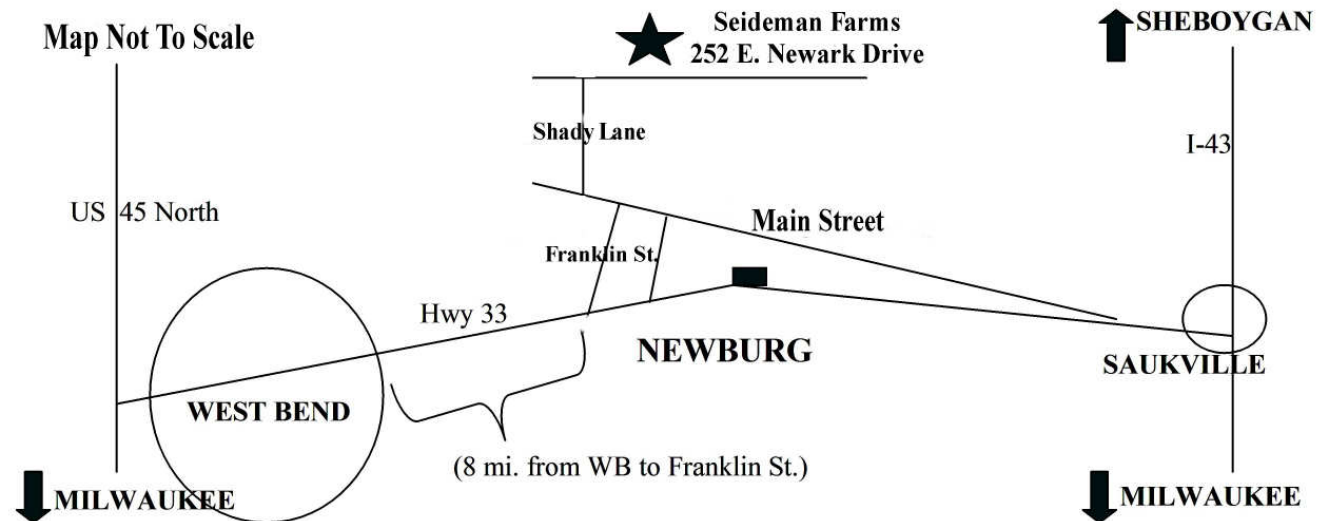 Map Not To Scale
Seideman Farms
252 E. Newark Drive
SHEBOYGAN
Shady Lane
I-43
US 45 North
Main Street
Franklin St.
Hwy 33
NEWBURG
SAUKVILLE
WEST BEND
(8 mi. from WB to Franklin St.)
MILWAUKEE
MILWAUKEE